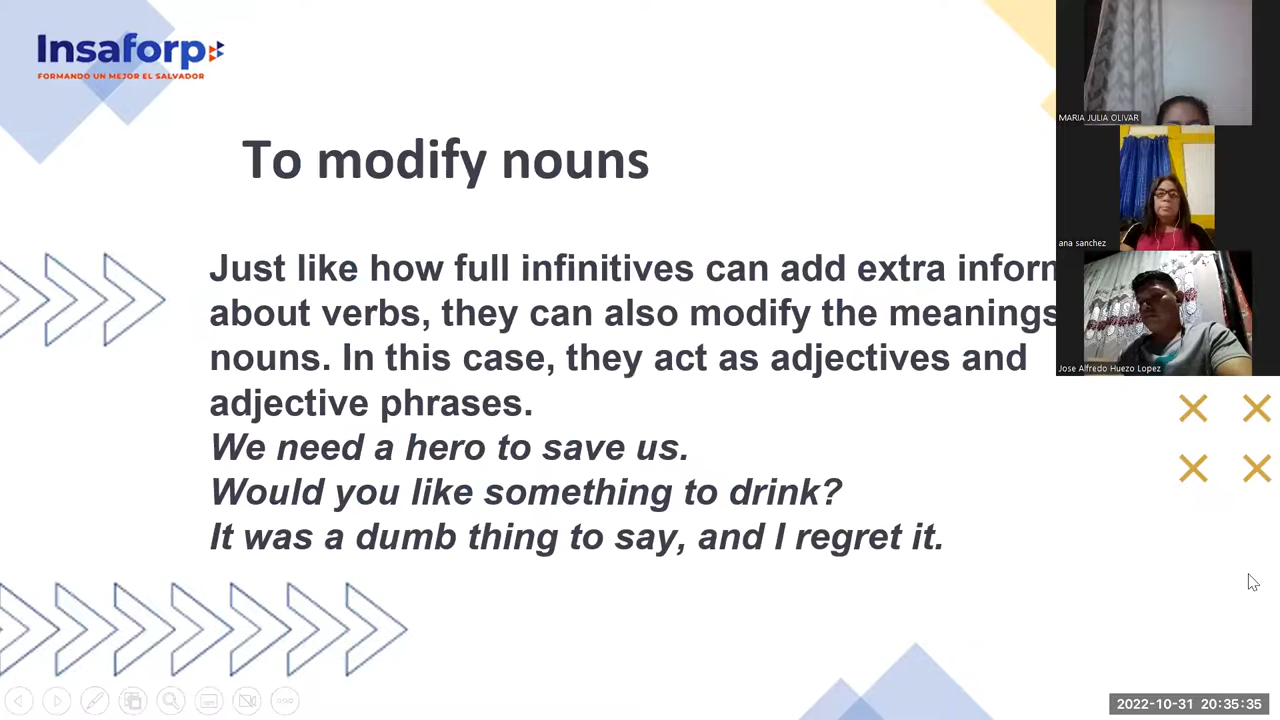 Insaforp
FORMANDO UN MEJOR EL SALVADOR
To modify nouns
Just like how full infinitives can add extra inform
about verbs, they can also modify the meanings
nouns. In this case, they act as adjectives and
adjective phrases.
We need a hero to save us.
Would you like something to drink?
It was a dumb thing to say, and I regret it.
MARIA JULIA OLIVAR
ana sanchez
Jose Alfredo Huezo Lopez
2022-10-31 20:35:35